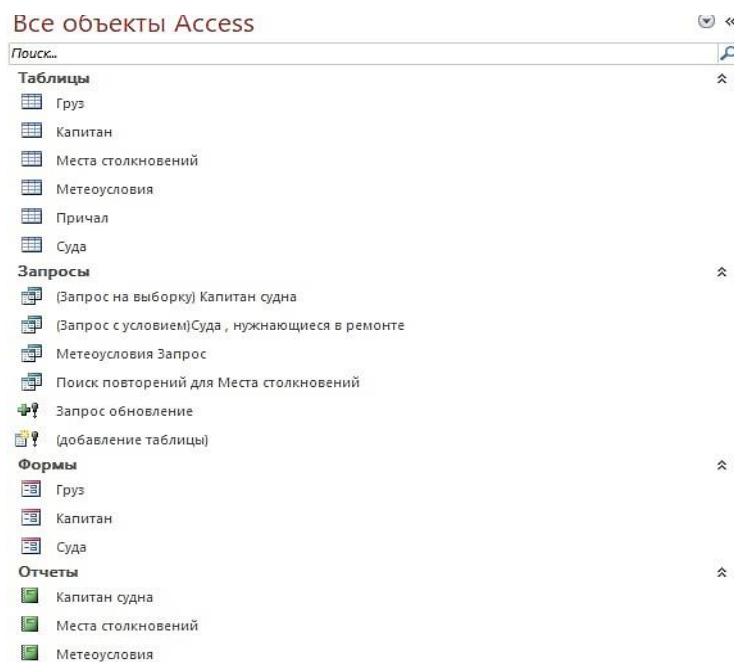 Все объекты Access
Поиск...
Таблицы
Груз
Капитан
Места столкновений
Метеоусловия
Причал
Суда
Запросы
(Запрос на выборку) Капитан судна
(Запрос с условием)Суда , нужнающиеся в ремонте
Метеоусловия Запрос
Поиск повторений для Места столкновений
Запрос обновление
(добавление таблицы)
Формы
Груз
Капитан
Суда
Отчеты
Капитан судна
Места столкновений
Метеоусловия